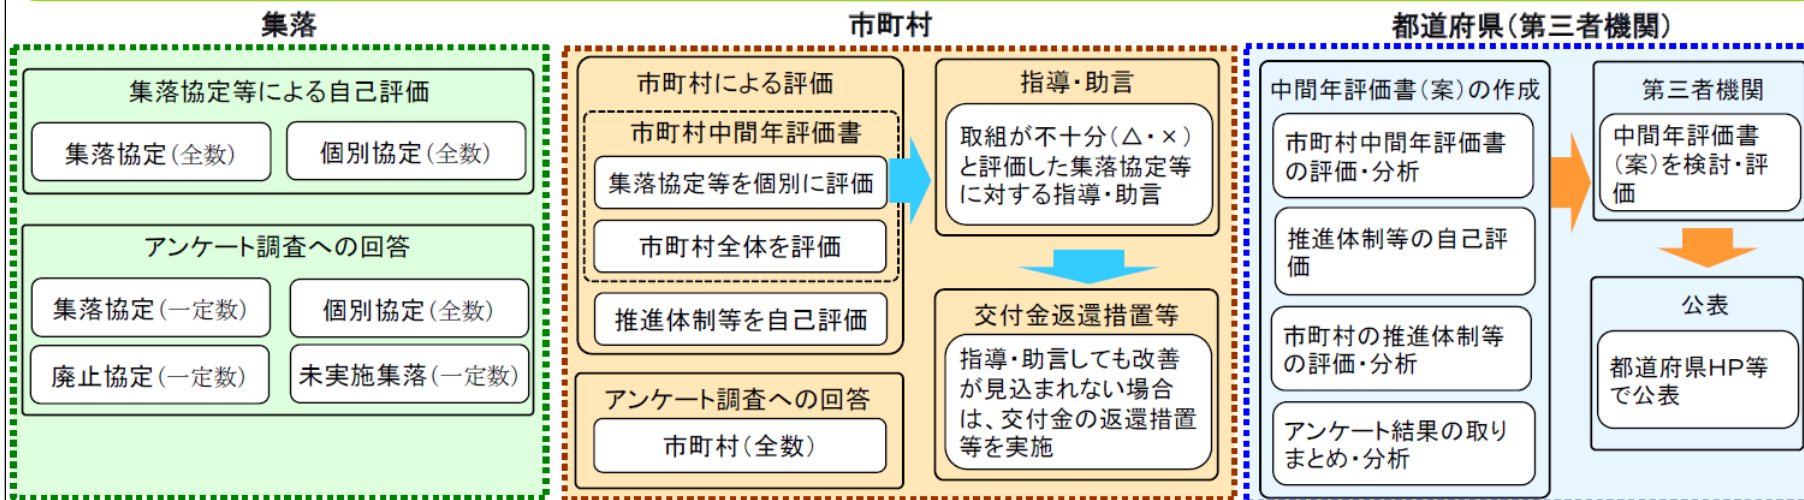 集落
集落協定等による自己評価
集落協定(全数)
個別協定(全数)
アンケート調査への回答
集落協定(一定数)
個別協定(全数)
廃止協定(一定数)
未実施集落(一定数)
市町村
市町村による評価
市町村中間年評価書
集落協定等を個別に評価
市町村全体を評価
推進体制等を自己評価
アンケート調査への回答
市町村(全数)
指導・助言
取組が不十分(△・×)
と評価した集落協定等
に対する指導・助言
交付金返還措置等
指導・助言しても改善
が見込まれない場合
は、交付金の返還措置
等を実施
都道府県(第三者機関)
中間年評価書(案)の作成
市町村中間年評価書
の評価・分析
推進体制等の自己評
価
市町村の推進体制等
の評価・分析
アンケート結果の取り
まとめ・分析
第三者機関
中間年評価書
(案)を検討・評
価
公表
都道府県HP等
で公表